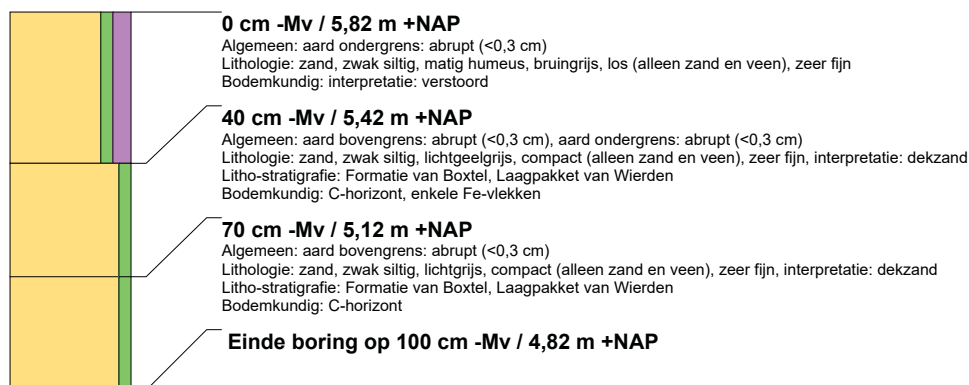 0 cm -Mv / 5,82 m +NAP
Algemeen: aard ondergrens: abrupt (<0,3 cm)
Lithologie: zand, zwak siltig, matig humeus, bruingrijs, los (alleen zand en veen), zeer fijn
Bodemkundig: interpretatie: verstoord
40 cm -Mv / 5,42 m +NAP
Algemeen: aard bovengrens: abrupt (<0,3 cm), aard ondergrens: abrupt (<0,3 cm)
Lithologie: zand, zwak siltig, lichtgeelgrijs, compact (alleen zand en veen), zeer fijn, interpretatie: dekzand
Litho-stratigrafie: Formatie van Boxtel, Laagpakket van Wierden
Bodemkundig: C-horizont, enkele Fe-vlekken
70 cm -Mv / 5,12 m +NAP
Algemeen: aard bovengrens: abrupt (<0,3 cm)
Lithologie: zand, zwak siltig, lichtgrijs, compact (alleen zand en veen), zeer fijn, interpretatie: dekzand
Litho-stratigrafie: Formatie van Boxtel, Laagpakket van Wierden
Bodemkundig: C-horizont
Einde boring op 100 cm -Mv / 4,82 m +NAP